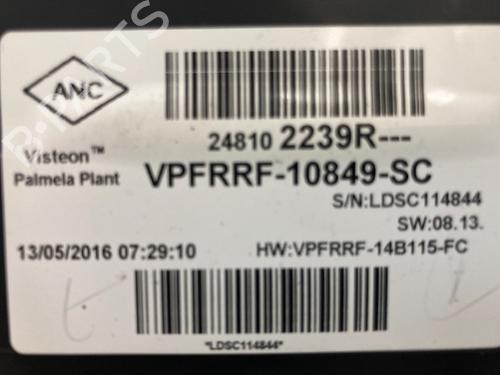 ANC
24810 2239R---
Visteon™
Palmela Plant
VPFRRF-10849-SC
S/N:LDSC114844
SW:08.13.
13/05/2016 07:29:10
HW:VPFRRF-14B115-FC
*LDSC114844*